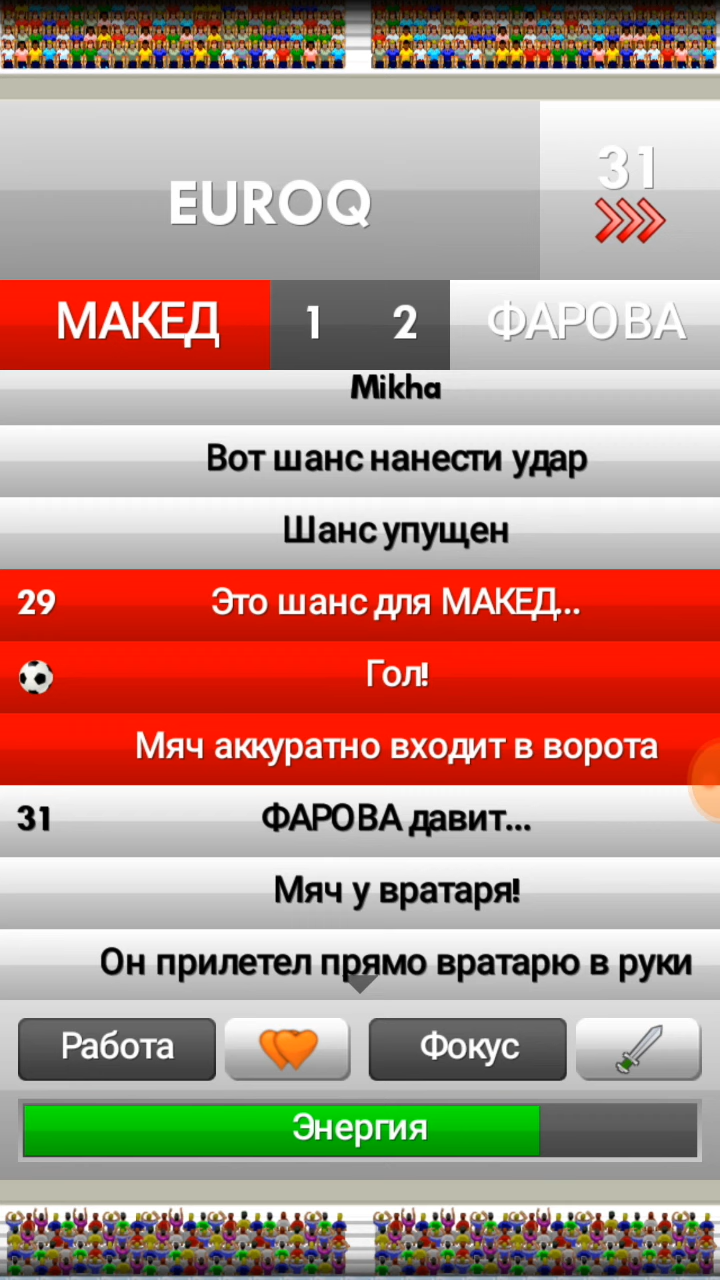 EUROQ
31
МАКЕД 1 2 ФАРОВА
Mikha
Вот шанс нанести удар
Шанс упущен
29 Это шанс для МАКЕД...
Гол!
Мяч аккуратно входит в ворота
31 ФАРОВА давит...
Мяч у вратаря!
Он прилетел прямо вратарю в руки
Работа Фокус
Энергия